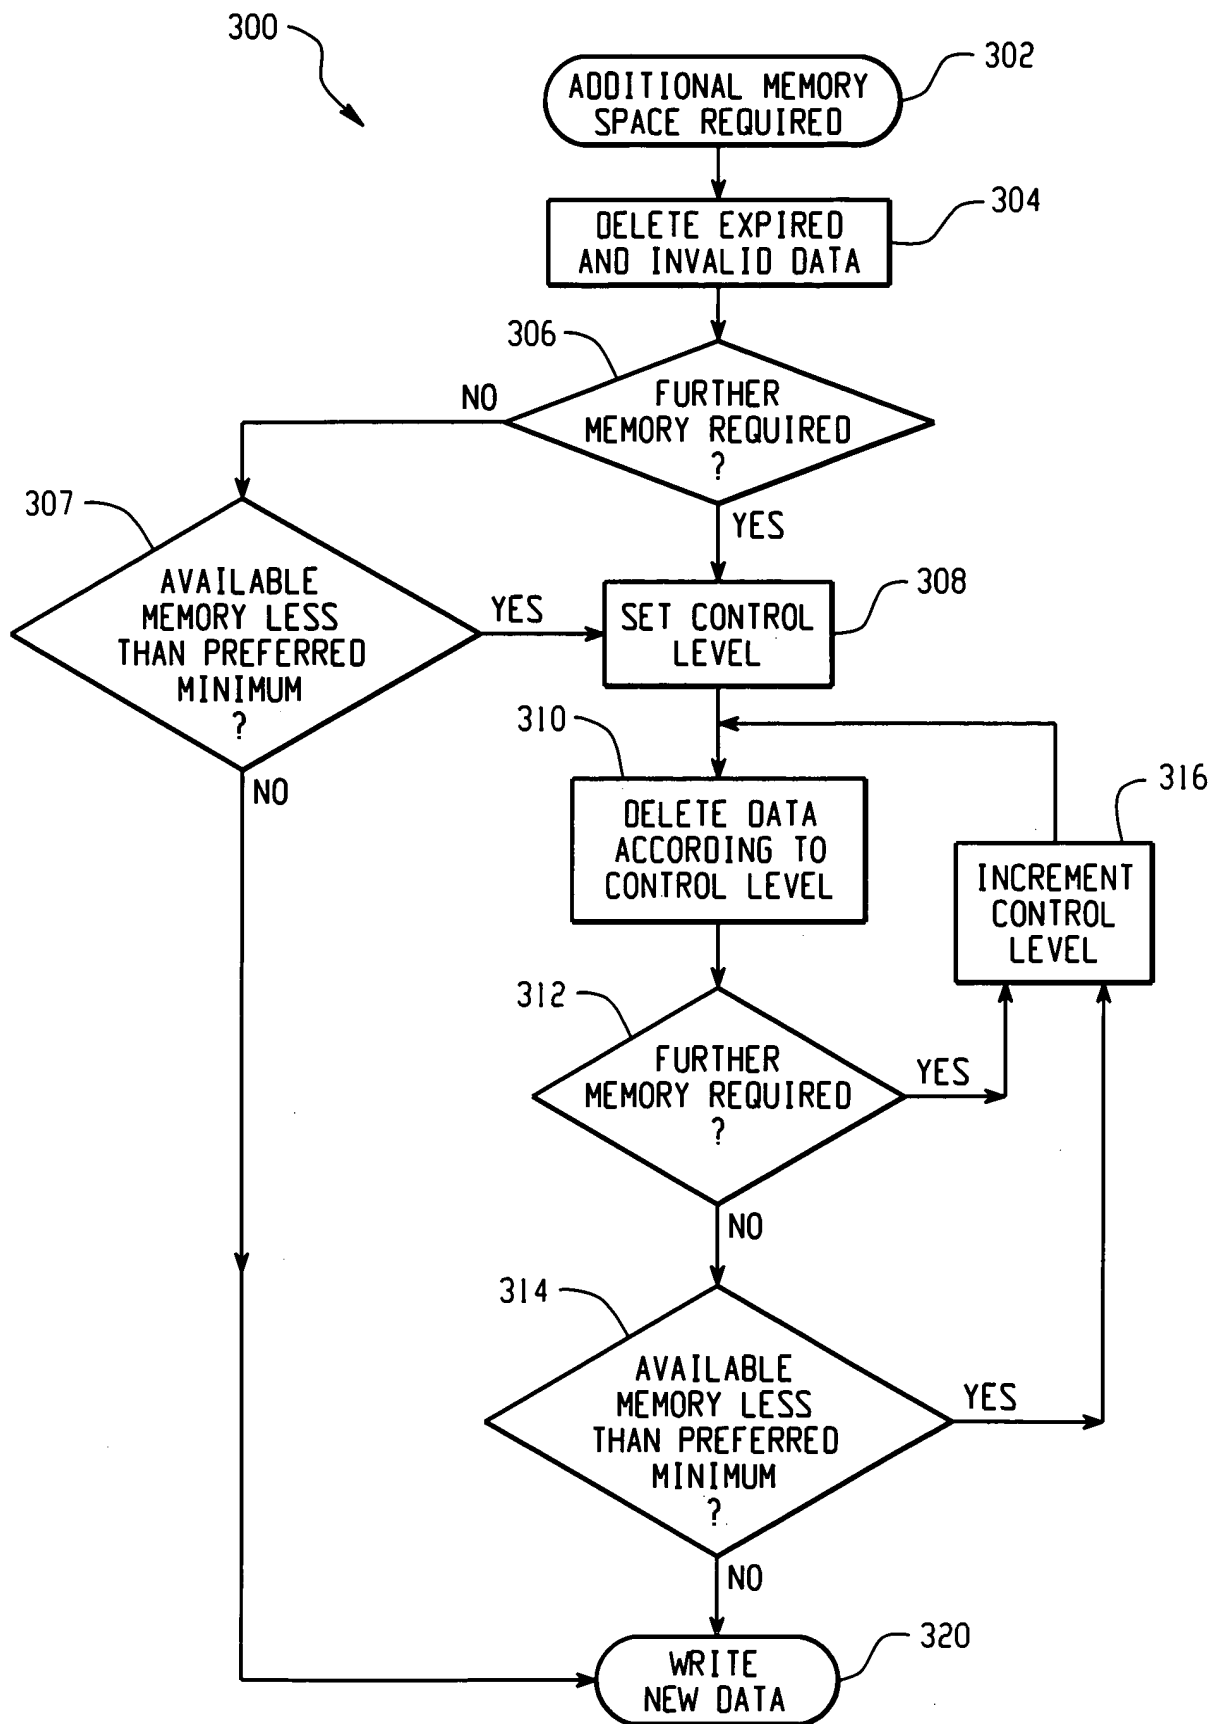 300
302
ADDITIONAL MEMORY
SPACE REQUIRED
304
DELETE EXPIRED
AND INVALID DATA
306
FURTHER
MEMORY REQUIRED
?
NO
YES
307
AVAILABLE
MEMORY LESS
THAN PREFERRED
MINIMUM
?
YES
NO
308
SET CONTROL
LEVEL
310
DELETE DATA
ACCORDING TO
CONTROL LEVEL
316
INCREMENT
CONTROL
LEVEL
312
FURTHER
MEMORY REQUIRED
?
YES
NO
314
AVAILABLE
MEMORY LESS
THAN PREFERRED
MINIMUM
?
YES
NO
320
WRITE
NEW DATA